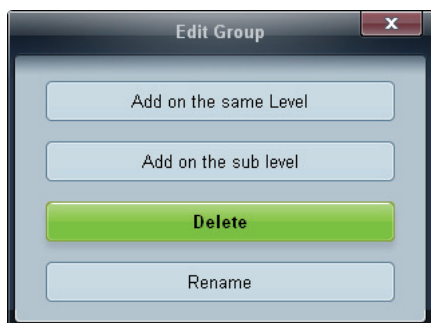 Edit Group
x
Add on the same Level
Add on the sub level
Delete
Rename